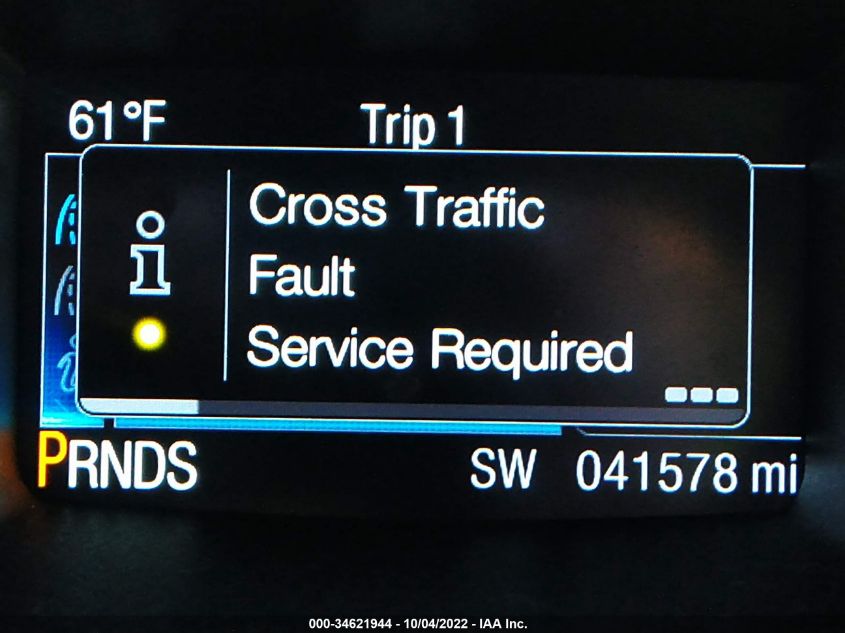 61°F Trip 1
Cross Traffic
Fault
Service Required
PRNDS SW 041578 mi
000-34621944 - 10/04/2022 - IAA Inc.